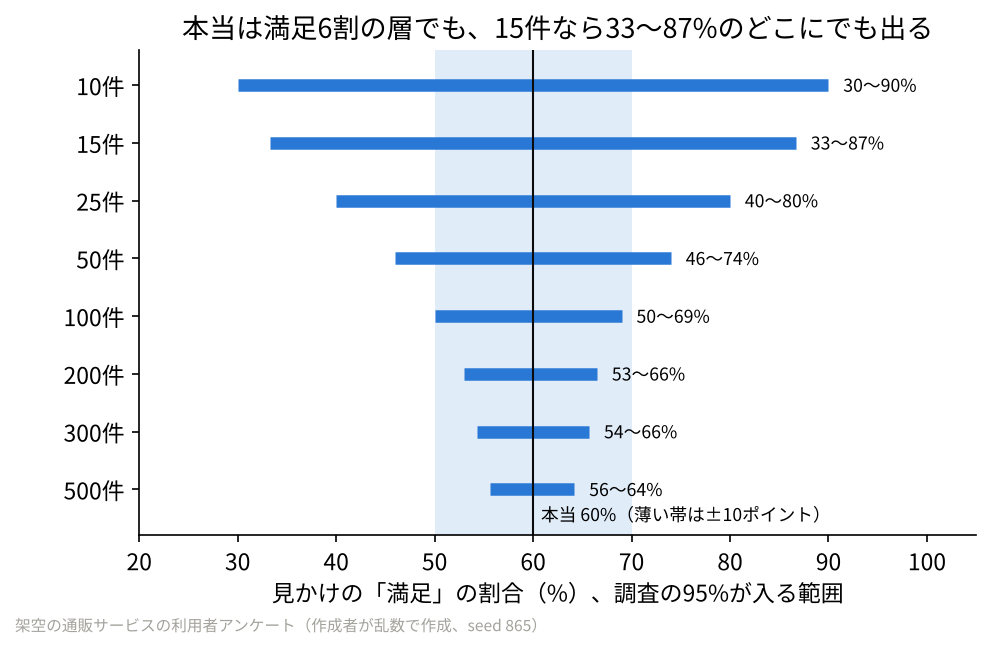 本当は満足6割の層でも、15件なら33〜87%のどこにでも出る
10件
30〜90%
15件
33〜87%
25件
40〜80%
50件
46〜74%
100件
50〜69%
200件
53〜66%
300件
54〜66%
500件
56〜64%
本当 60%（薄い帯は±10ポイント）
20 30 40 50 60 70 80 90 100
見かけの「満足」の割合（%）、調査の95%が入る範囲
架空の通販サービスの利用者アンケート（作成者が乱数で作成、seed 865）